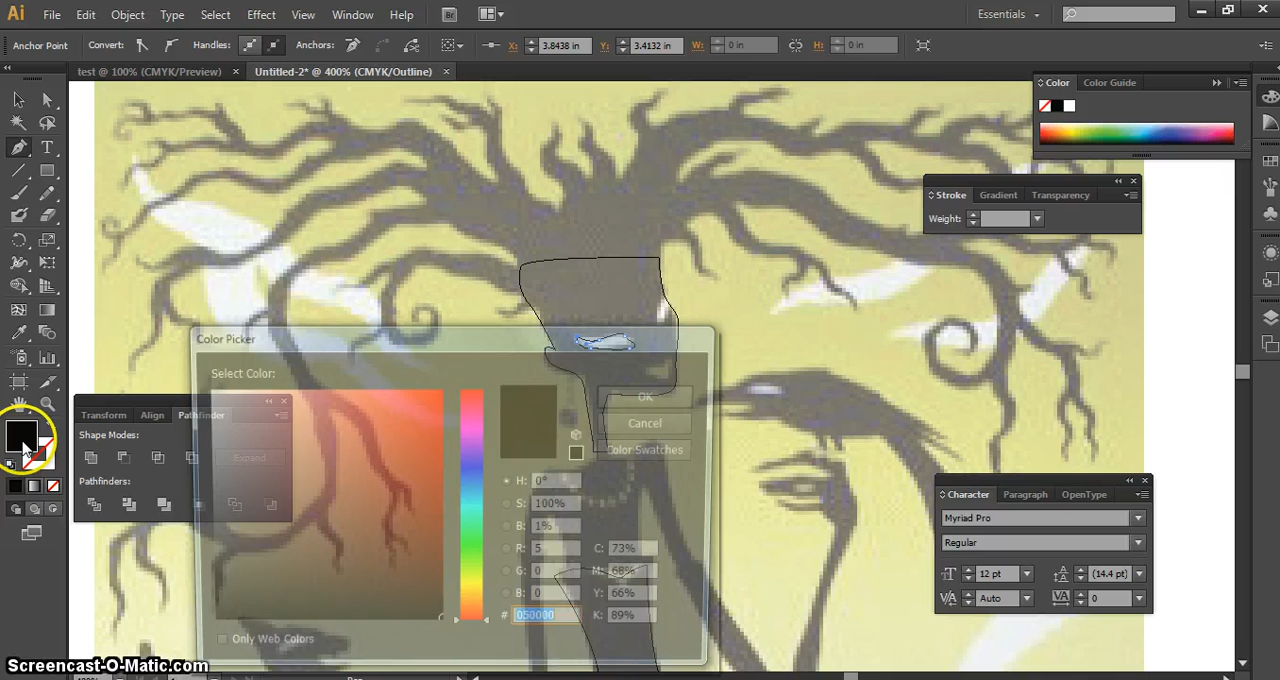 Ai File Edit Object Type Select Effect View Window Help Br Essentials
Anchor Point Convert: Handles: Anchors: X: 3.8438 in Y: 3.4132 in W: 0 in H: 0 in
test @ 100% (CMYK/Preview) × Untitled-2* @ 400% (CMYK/Outline) ×
Color Color Guide
Stroke Gradient Transparency
Weight:
Color Picker
Select Color:
OK
Cancel
Color Swatches
H: 0°
S: 100%
B: 1%
R: 5 C: 73%
G: 0 M: 68%
B: 0 Y: 66%
# 050000 K: 89%
Only Web Colors
Transform Align Pathfinder
Shape Modes:
Expand
Pathfinders:
Character Paragraph OpenType
Myriad Pro
Regular
12 pt (14.4 pt)
Auto 0
Screencast-O-Matic.com